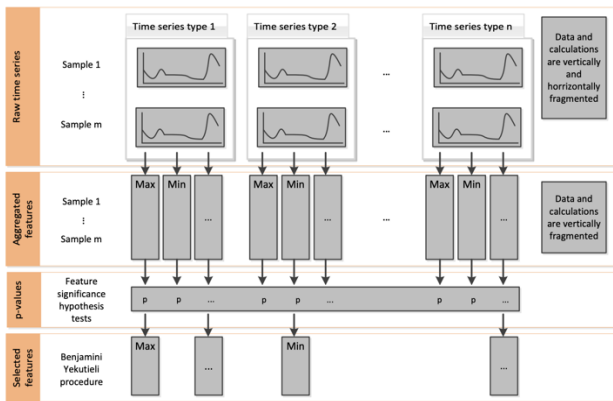 Time series type 1
Time series type 2
Time series type n
Raw time series
Sample 1
⋮
Sample m
...
Data and
calculations
are vertically
and
horrizontally
fragmented
Aggregated
features
Sample 1
⋮
Sample m
Max Min ...
Max Min ...
...
Max Min ...
Data and
calculations
are vertically
fragmented
p-values
Feature
significance
hypothesis
tests
p p ... p p ... p p ...
Selected
features
Benjamini
Yekutieli
procedure
Max ... Min ...